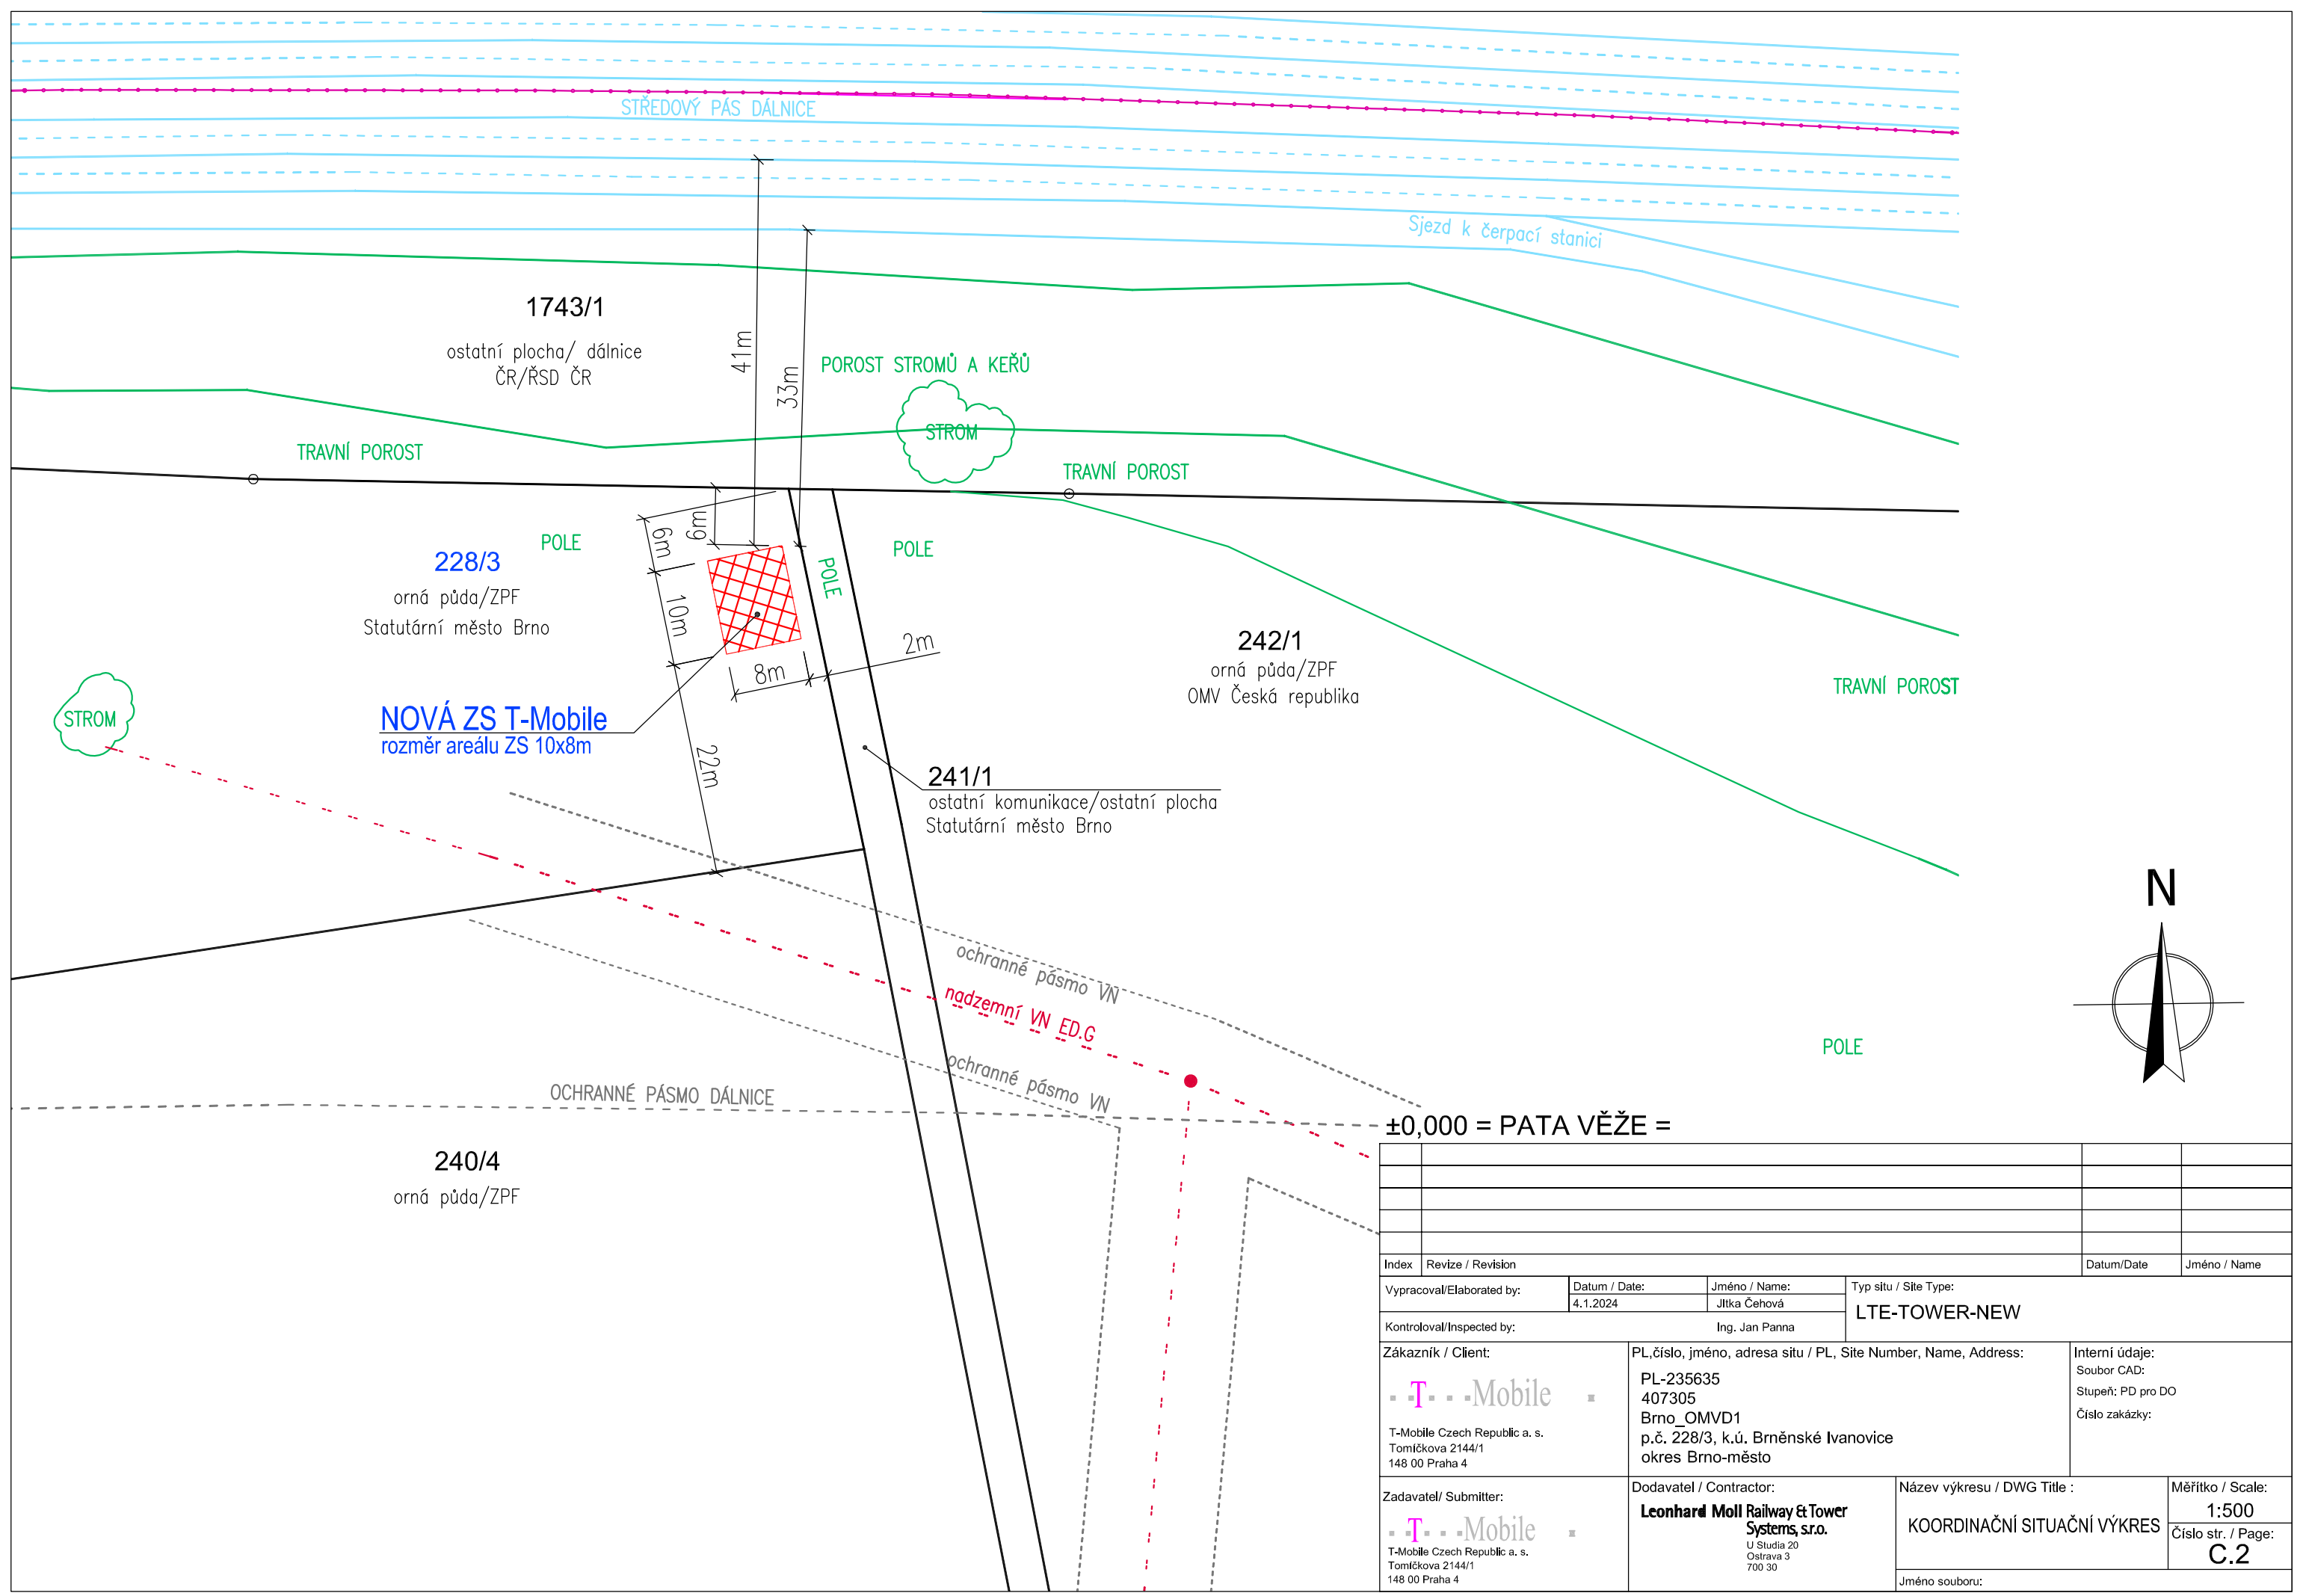 STŘEDOVÝ PÁS DÁLNICE
Sjezd k čerpací stanici
1743/1
ostatní plocha/ dálnice
ČR/ŘSD ČR
41m
33m
POROST STROMŮ A KEŘŮ
STROM
TRAVNÍ POROST
TRAVNÍ POROST
6m
6m
POLE
POLE
POLE
228/3
orná půda/ZPF
Statutární město Brno
10m
2m
8m
242/1
orná půda/ZPF
OMV Česká republika
TRAVNÍ POROST
STROM
NOVÁ ZS T-Mobile
rozměr areálu ZS 10x8m
22m
241/1
ostatní komunikace/ostatní plocha
Statutární město Brno
N
ochranné pásmo VN
nadzemní VN ED.G
ochranné pásmo VN
POLE
OCHRANNÉ PÁSMO DÁLNICE
240/4
orná půda/ZPF
±0,000 = PATA VĚŽE =
Index Revize / Revision Datum/Date Jméno / Name
Vypracoval/Elaborated by: Datum / Date: Jméno / Name:
4.1.2024 Jitka Čehová
Kontroloval/Inspected by: Ing. Jan Panna
Typ situ / Site Type:
LTE-TOWER-NEW
Zákazník / Client:
T Mobile
T-Mobile Czech Republic a. s.
Tomíčkova 2144/1
148 00 Praha 4
PL,číslo, jméno, adresa situ / PL, Site Number, Name, Address:
PL-235635
407305
Brno_OMVD1
p.č. 228/3, k.ú. Brněnské Ivanovice
okres Brno-město
Interní údaje:
Soubor CAD:
Stupeň: PD pro DO
Číslo zakázky:
Zadavatel/ Submitter:
T Mobile
T-Mobile Czech Republic a. s.
Tomíčkova 2144/1
148 00 Praha 4
Dodavatel / Contractor:
Leonhard Moll Railway & Tower
Systems, s.r.o.
U Studia 20
Ostrava 3
700 30
Název výkresu / DWG Title :
KOORDINAČNÍ SITUAČNÍ VÝKRES
Měřítko / Scale:
1:500
Číslo str. / Page:
C.2
Jméno souboru: